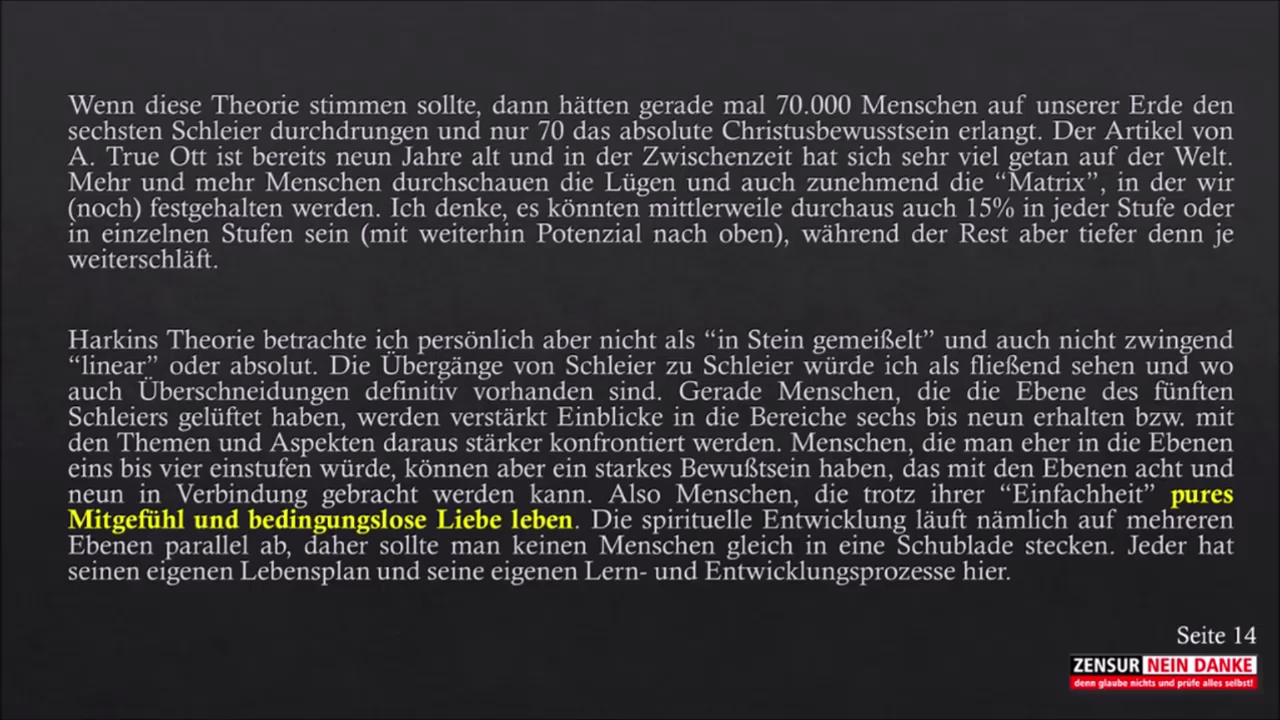 Wenn diese Theorie stimmen sollte, dann hätten gerade mal 70.000 Menschen auf unserer Erde den
sechsten Schleier durchdrungen und nur 70 das absolute Christusbewusstsein erlangt. Der Artikel von
A. True Ott ist bereits neun Jahre alt und in der Zwischenzeit hat sich sehr viel getan auf der Welt.
Mehr und mehr Menschen durchschauen die Lügen und auch zunehmend die “Matrix”, in der wir
(noch) festgehalten werden. Ich denke, es könnten mittlerweile durchaus auch 15% in jeder Stufe oder
in einzelnen Stufen sein (mit weiterhin Potenzial nach oben), während der Rest aber tiefer denn je
weiterschläft.
Harkins Theorie betrachte ich persönlich aber nicht als “in Stein gemeißelt” und auch nicht zwingend
“linear” oder absolut. Die Übergänge von Schleier zu Schleier würde ich als fließend sehen und wo
auch Überschneidungen definitiv vorhanden sind. Gerade Menschen, die die Ebene des fünften
Schleiers gelüftet haben, werden verstärkt Einblicke in die Bereiche sechs bis neun erhalten bzw. mit
den Themen und Aspekten daraus stärker konfrontiert werden. Menschen, die man eher in die Ebenen
eins bis vier einstufen würde, können aber ein starkes Bewußtsein haben, das mit den Ebenen acht und
neun in Verbindung gebracht werden kann. Also Menschen, die trotz ihrer “Einfachheit” pures
Mitgefühl und bedingungslose Liebe leben. Die spirituelle Entwicklung läuft nämlich auf mehreren
Ebenen parallel ab, daher sollte man keinen Menschen gleich in eine Schublade stecken. Jeder hat
seinen eigenen Lebensplan und seine eigenen Lern- und Entwicklungsprozesse hier.
Seite 14
ZENSUR NEIN DANKE
denn glaube nichts und prüfe alles selbst!